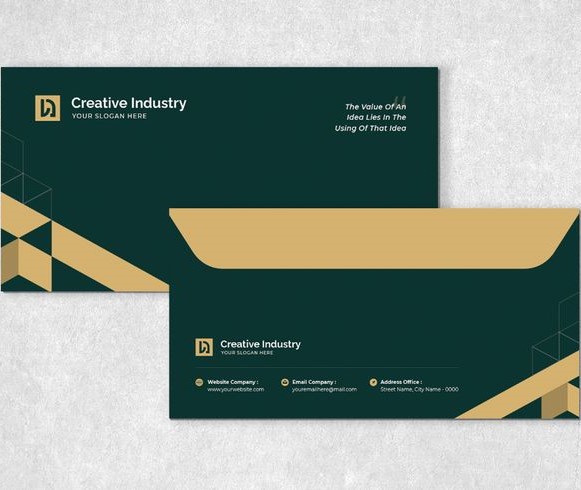 Creative Industry
YOUR SLOGAN HERE
The Value Of An
Idea Lies In The
Using Of That Idea
Creative Industry
YOUR SLOGAN HERE
Website Company :
www.yourwebsite.com
Email Company :
youremailhere@mail.com
Address Office :
Street Name, City Name - 0000